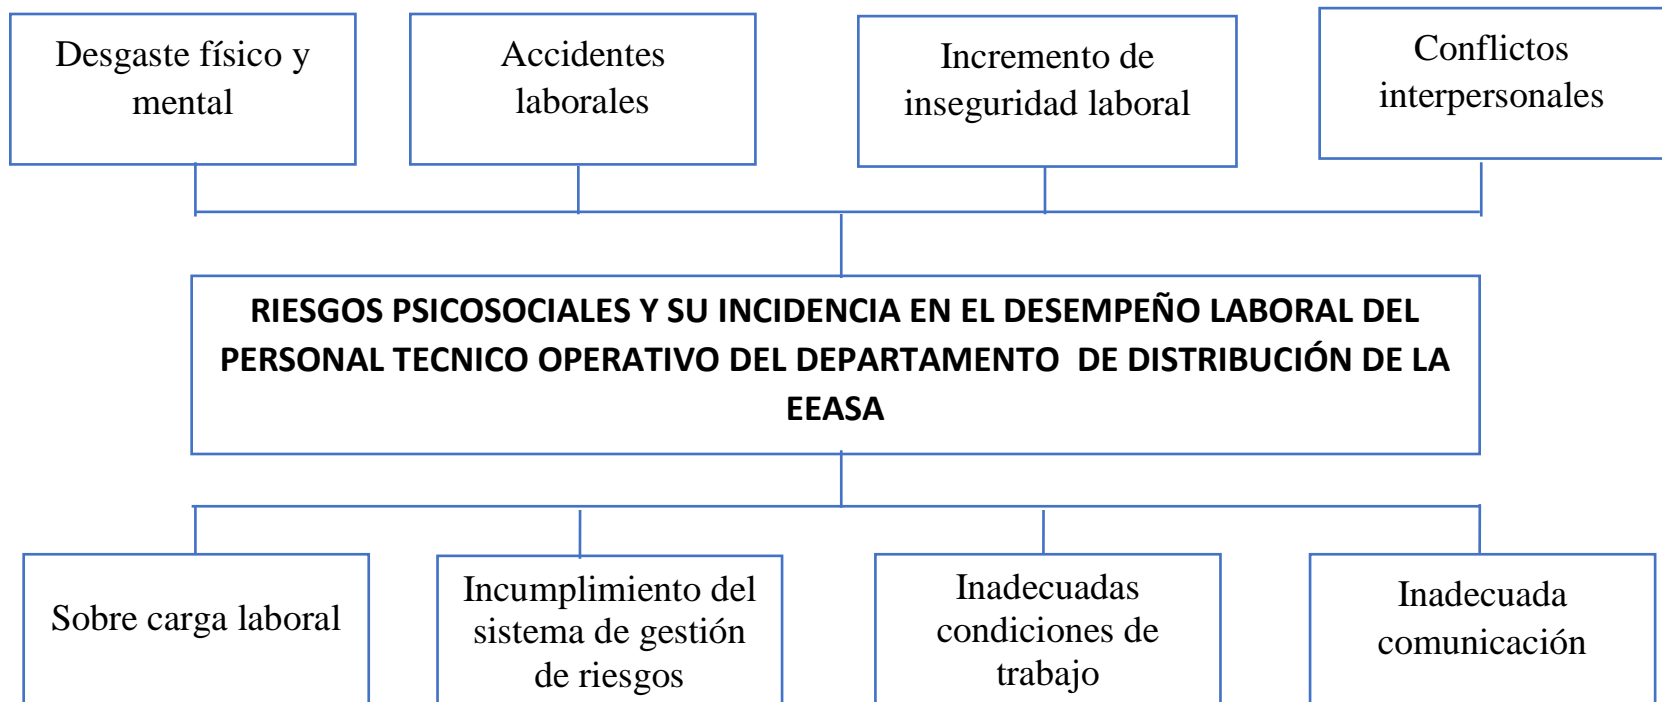 Desgaste físico y
mental
Accidentes
laborales
Incremento de
inseguridad laboral
Conflictos
interpersonales
RIESGOS PSICOSOCIALES Y SU INCIDENCIA EN EL DESEMPEÑO LABORAL DEL
PERSONAL TECNICO OPERATIVO DEL DEPARTAMENTO DE DISTRIBUCIÓN DE LA
EEASA
Sobre carga laboral
Incumplimiento del
sistema de gestión
de riesgos
Inadecuadas
condiciones de
trabajo
Inadecuada
comunicación